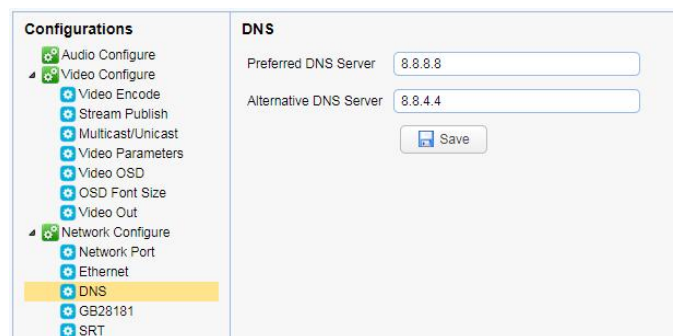 Configurations
Audio Configure
Video Configure
Video Encode
Stream Publish
Multicast/Unicast
Video Parameters
Video OSD
OSD Font Size
Video Out
Network Configure
Network Port
Ethernet
DNS
GB28181
SRT
DNS
Preferred DNS Server 8.8.8.8
Alternative DNS Server 8.8.4.4
Save